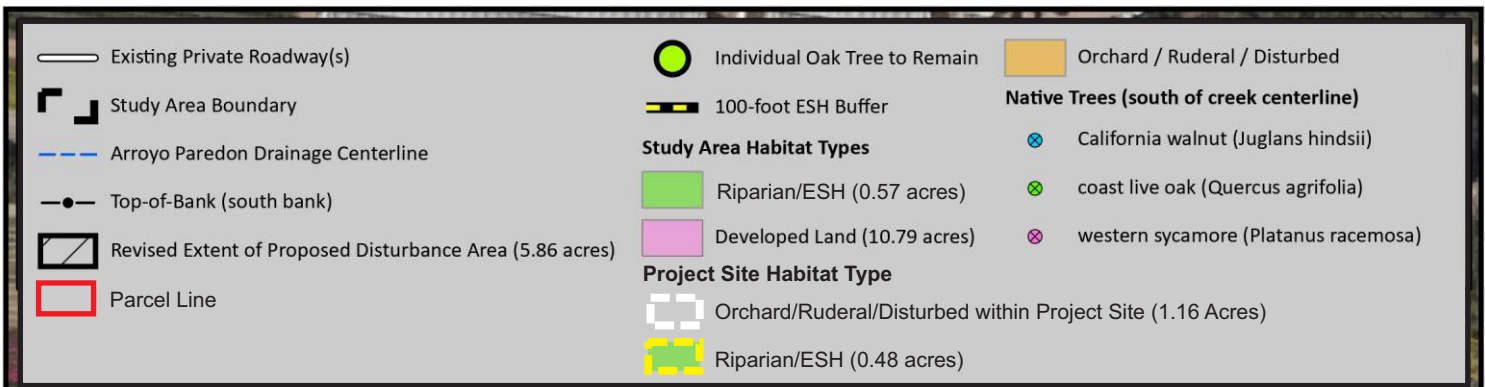 Existing Private Roadway(s)
Study Area Boundary
Arroyo Paredon Drainage Centerline
Top-of-Bank (south bank)
Revised Extent of Proposed Disturbance Area (5.86 acres)
Parcel Line
Individual Oak Tree to Remain
100-foot ESH Buffer
Study Area Habitat Types
Riparian/ESH (0.57 acres)
Developed Land (10.79 acres)
Project Site Habitat Type
Orchard/Ruderal/Disturbed within Project Site (1.16 Acres)
Riparian/ESH (0.48 acres)
Orchard / Ruderal / Disturbed
Native Trees (south of creek centerline)
California walnut (Juglans hindsii)
coast live oak (Quercus agrifolia)
western sycamore (Platanus racemosa)